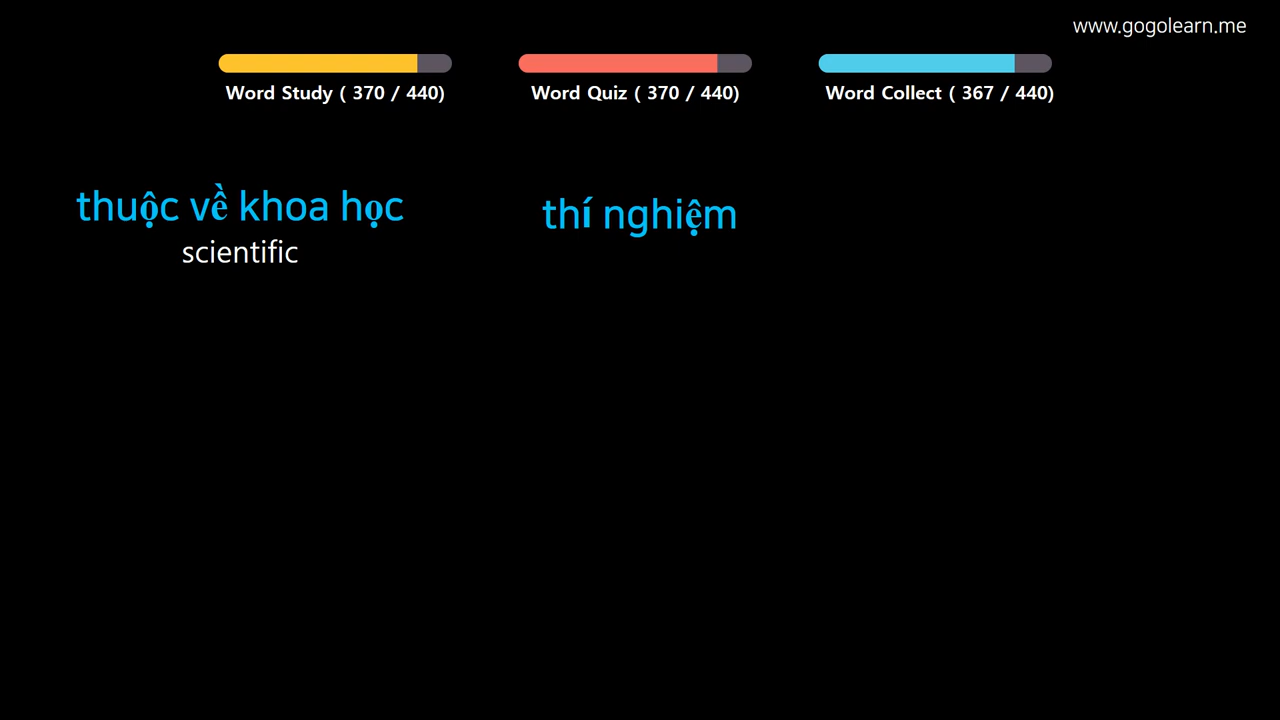 www.gogolearn.me
Word Study ( 370 / 440)
Word Quiz ( 370 / 440)
Word Collect ( 367 / 440)
thuộc về khoa học
scientific
thí nghiệm